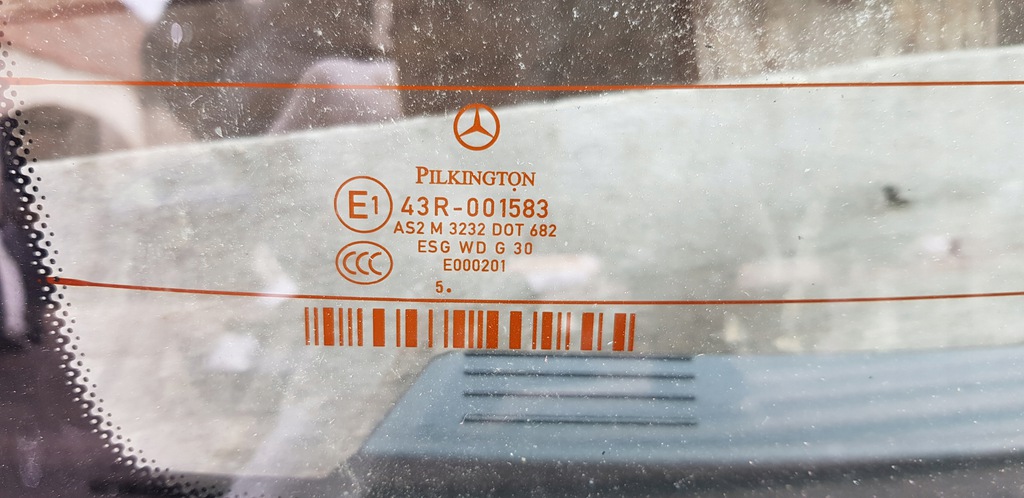 PILKINGTON
E1 43R-001583
AS2 M 3232 DOT 682
ESG WD G 30
CCC E000201
5.